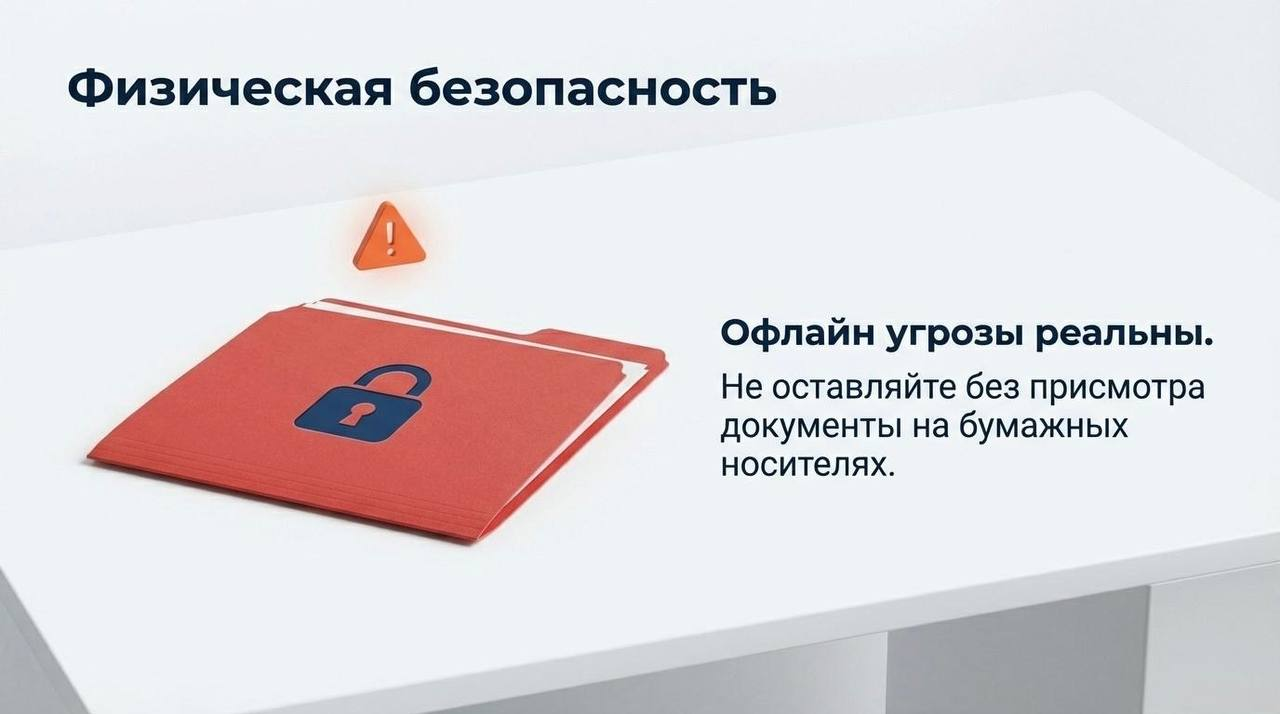 Физическая безопасность
Офлайн угрозы реальны.
Не оставляйте без присмотра
документы на бумажных
носителях.